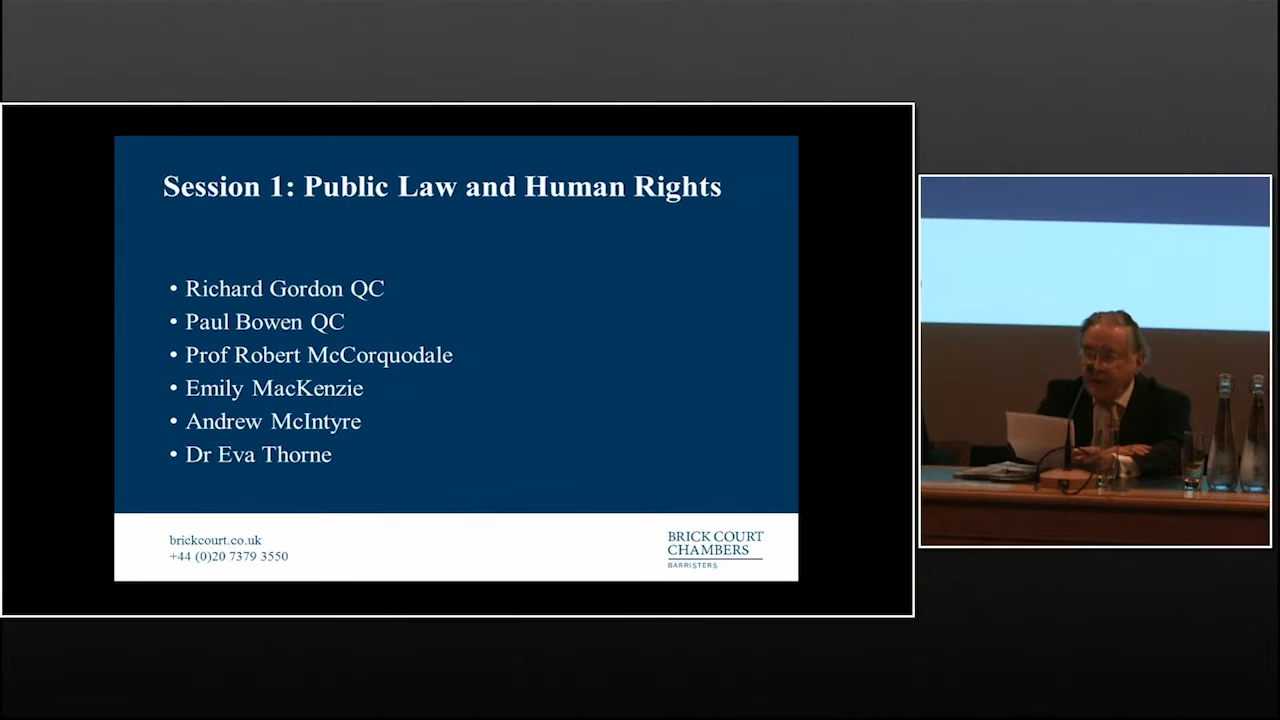 Session 1: Public Law and Human Rights
• Richard Gordon QC
• Paul Bowen QC
• Prof Robert McCorquodale
• Emily MacKenzie
• Andrew McIntyre
• Dr Eva Thorne
brickcourt.co.uk
+44 (0)20 7379 3550
BRICK COURT
CHAMBERS
BARRISTERS